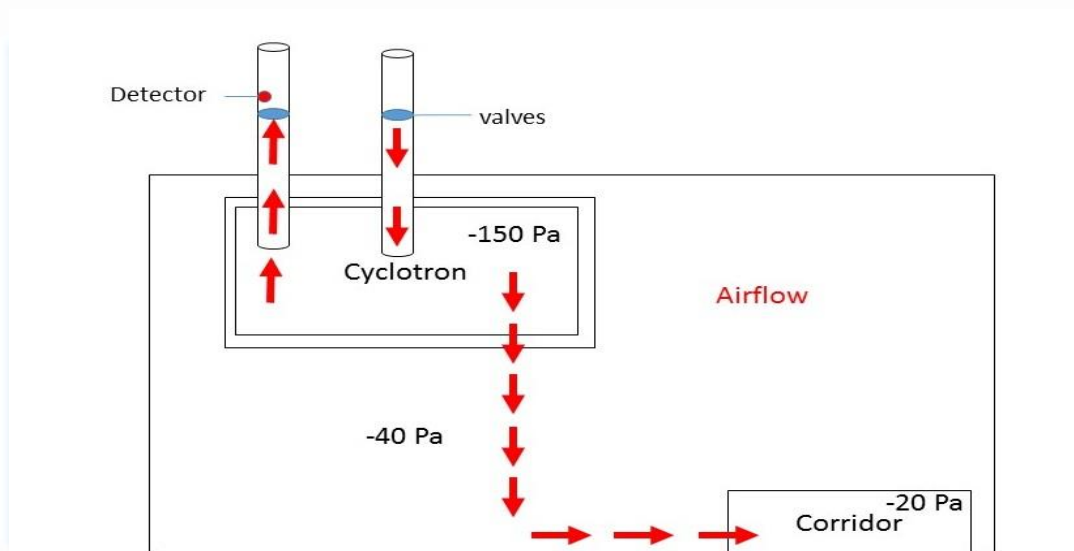 Detector
valves
-150 Pa
Cyclotron
Airflow
-40 Pa
-20 Pa
Corridor